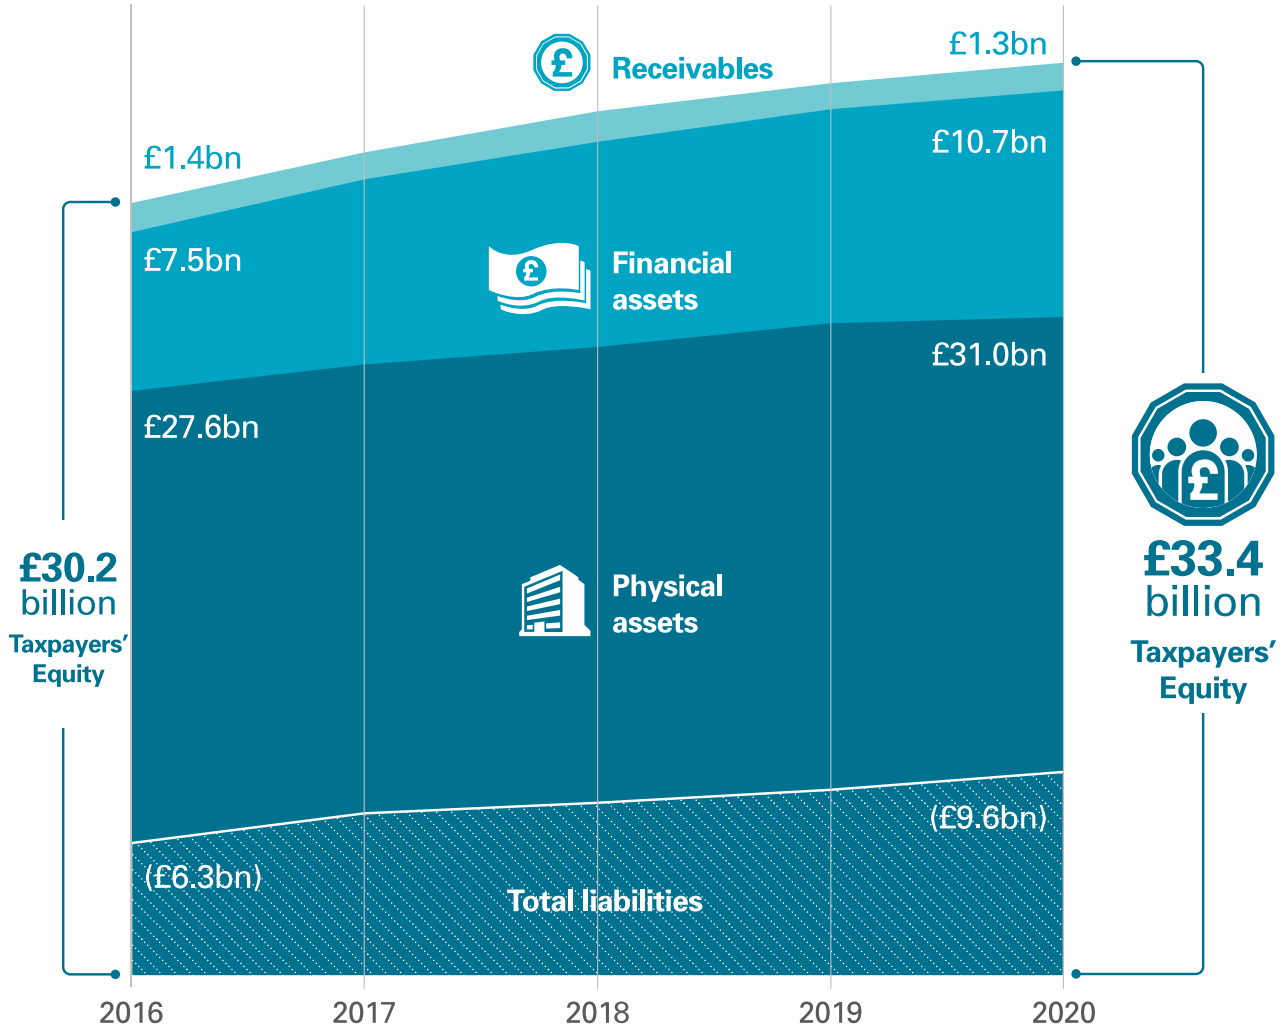 £1.3bn
Receivables
£1.4bn
£10.7bn
£7.5bn
Financial
assets
£31.0bn
£27.6bn
£30.2
billion
Taxpayers’
Equity
Physical
assets
£33.4
billion
Taxpayers’
Equity
(£9.6bn)
(£6.3bn)
Total liabilities
2016
2017
2018
2019
2020
£
£
£